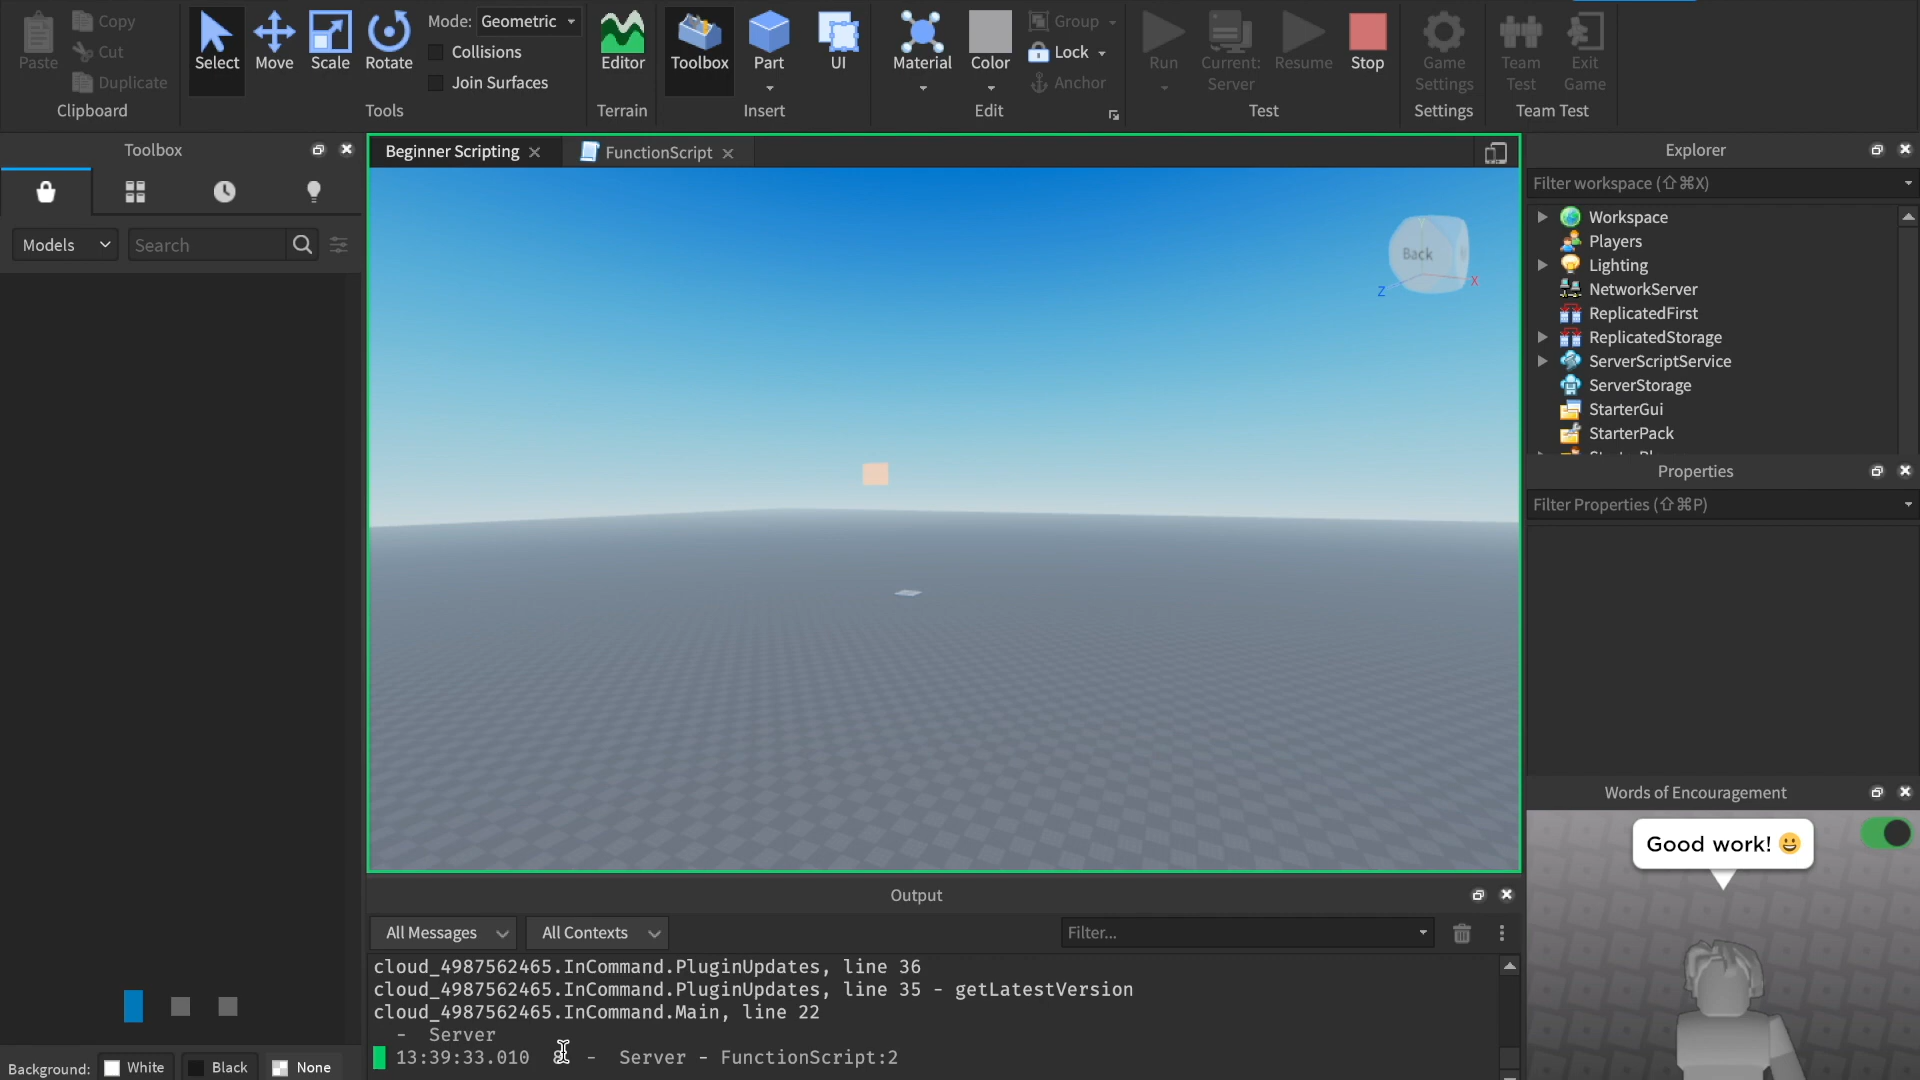 Paste
Copy
Cut
Duplicate
Clipboard
Select
Move
Scale
Rotate
Mode: Geometric
Collisions
Join Surfaces
Tools
Editor
Terrain
Toolbox
Part
UI
Insert
Material
Color
Group
Lock
Anchor
Edit
Run
Current:
Server
Resume
Stop
Test
Game
Settings
Settings
Team
Test
Exit
Game
Team Test
Toolbox
Models
Search
Beginner Scripting
FunctionScript
Back
Z
X
Explorer
Filter workspace (⇧⌘X)
Workspace
Players
Lighting
NetworkServer
ReplicatedFirst
ReplicatedStorage
ServerScriptService
ServerStorage
StarterGui
StarterPack
Properties
Filter Properties (⇧⌘P)
Words of Encouragement
Good work! 😀
Output
All Messages
All Contexts
Filter...
cloud_4987562465.InCommand.PluginUpdates, line 36
cloud_4987562465.InCommand.PluginUpdates, line 35 - getLatestVersion
cloud_4987562465.InCommand.Main, line 22
- Server
13:39:33.010 - Server - FunctionScript:2
Background:
White
Black
None